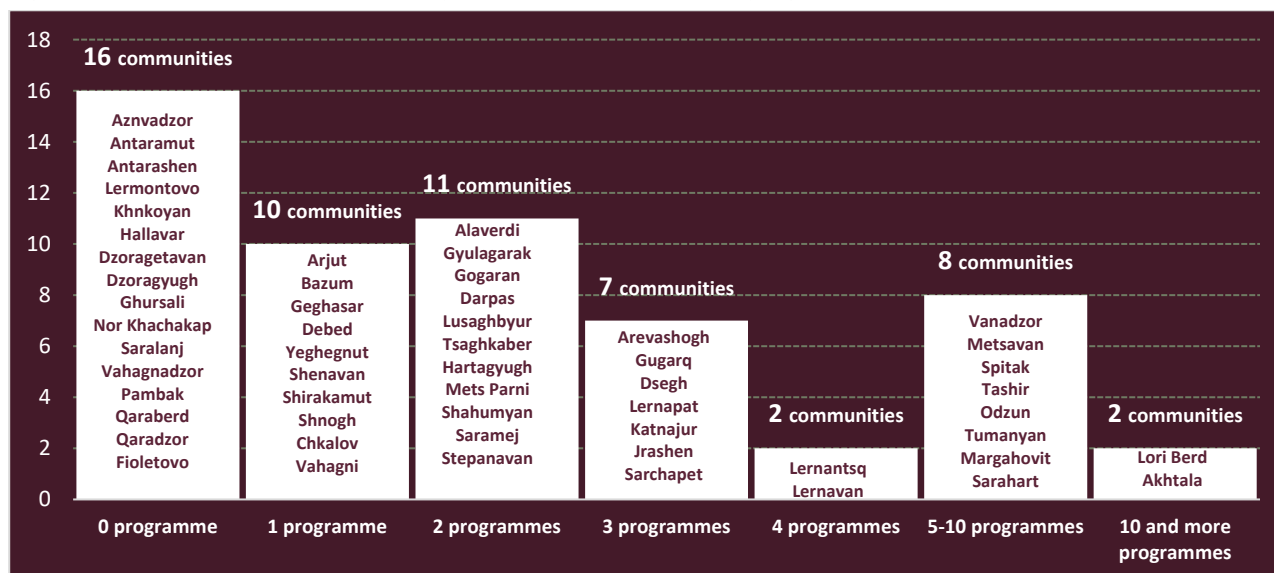 18
16
14
12
10
8
6
4
2
0
16 communities
Aznvadzor
Antaramut
Antarashen
Lermontovo
Khnkoyan
Hallavar
Dzoragetavan
Dzoragyugh
Ghursali
Nor Khachakap
Saralanj
Vahagnadzor
Pambak
Qaraberd
Qaradzor
Fioletovo
0 programme
10 communities
Arjut
Bazum
Geghasar
Debed
Yeghegnut
Shenavan
Shirakamut
Shnogh
Chkalov
Vahagni
1 programme
11 communities
Alaverdi
Gyulagarak
Gogaran
Darpas
Lusaghbyur
Tsaghkaber
Hartagyugh
Mets Parni
Shahumyan
Saramej
Stepanavan
2 programmes
7 communities
Arevashogh
Gugarq
Dsegh
Lernapat
Katnajur
Jrashen
Sarchapet
3 programmes
2 communities
Lernantsq
Lernavan
4 programmes
8 communities
Vanadzor
Metsavan
Spitak
Tashir
Odzun
Tumanyan
Margahovit
Sarahart
5-10 programmes
2 communities
Lori Berd
Akhtala
10 and more
programmes